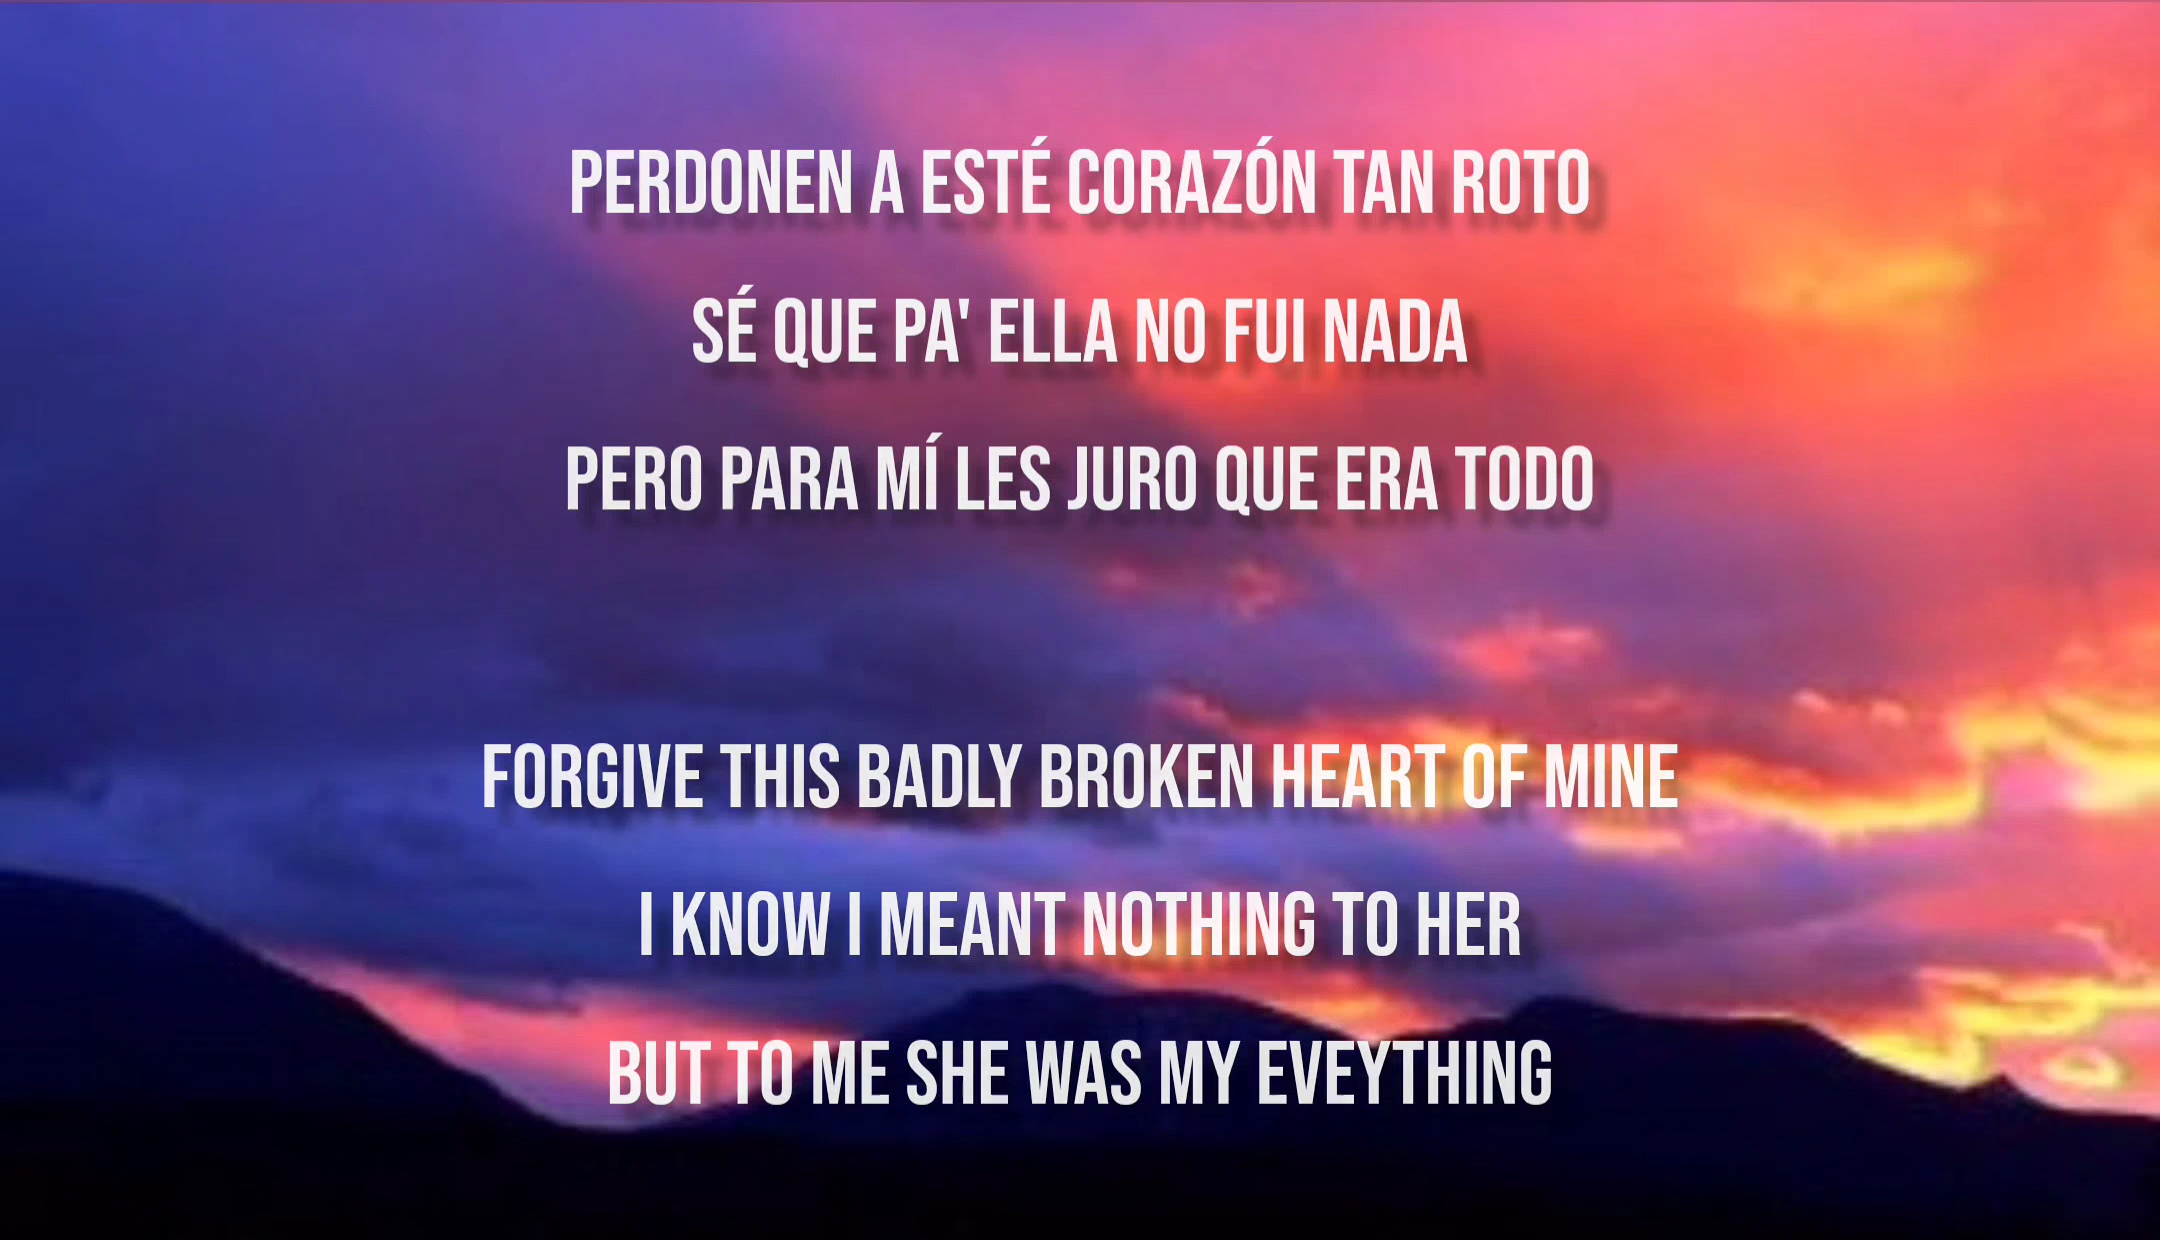 PERDONEN A ESTÉ CORAZÓN TAN ROTO
SÉ QUE PA' ELLA NO FUI NADA
PERO PARA MÍ LES JURO QUE ERA TODO
FORGIVE THIS BADLY BROKEN HEART OF MINE
I KNOW I MEANT NOTHING TO HER
BUT TO ME SHE WAS MY EVEYTHING